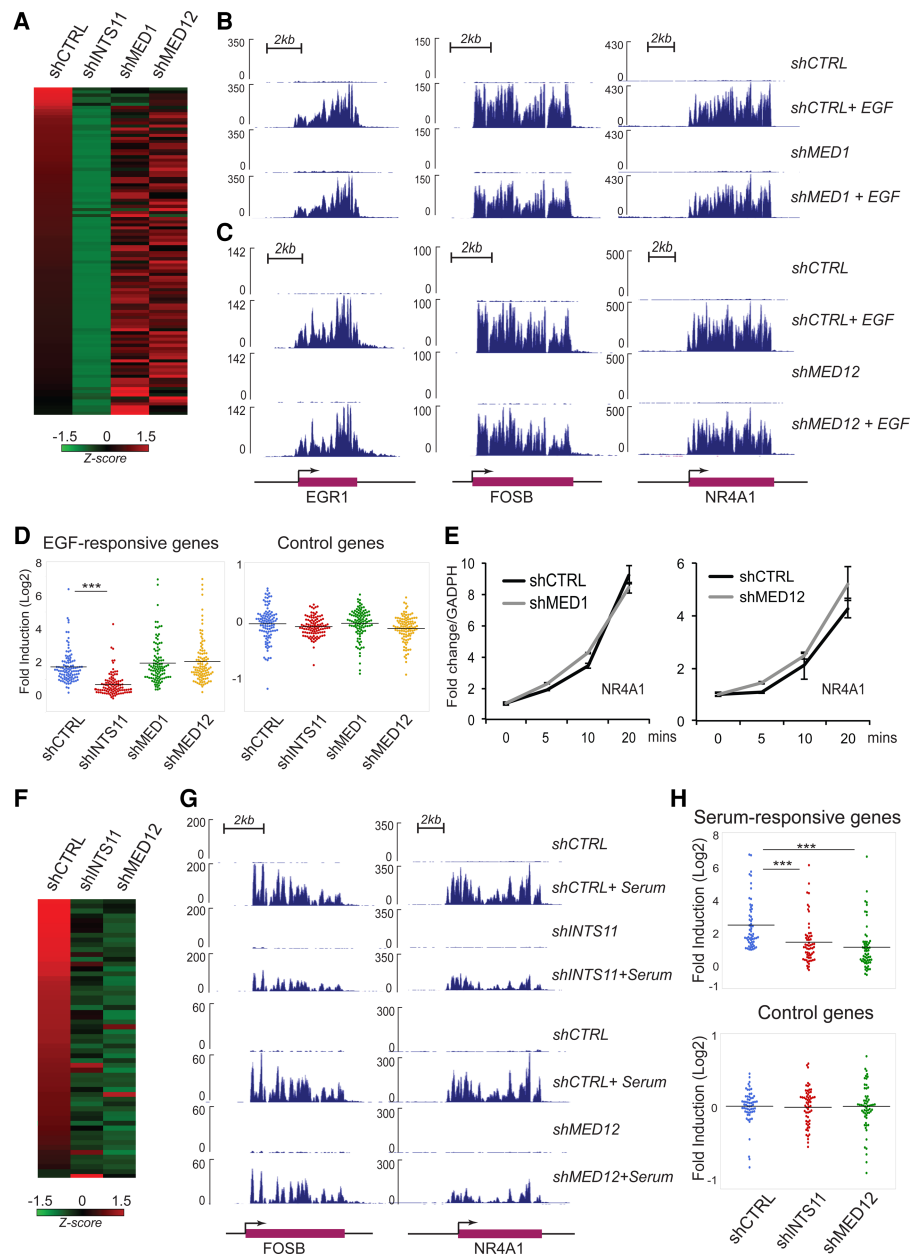 A
shCTRL
shINTS11
shMED1
shMED12
-1.5 0 1.5
Z-score
B
2kb 2kb 2kb
350 150 430
0 0 0
shCTRL
350 150 430
0 0 0
shCTRL+ EGF
350 150 430
0 0 0
shMED1
350 150 430
0 0 0
shMED1 + EGF
C
2kb 2kb 2kb
142 100 500
0 0 0
shCTRL
142 100 500
0 0 0
shCTRL+ EGF
142 100 500
0 0 0
shMED12
142 100 500
0 0 0
shMED12 + EGF
EGR1 FOSB NR4A1
D
EGF-responsive genes
Fold Induction (Log2)
8
6
4
2
0
***
shCTRL
shINTS11
shMED1
shMED12
Control genes
1
0
-1
shCTRL
shINTS11
shMED1
shMED12
E
Fold change/GADPH
10
8
6
4
2
0
shCTRL
shMED1
NR4A1
0 5 10 20 mins
6
4
2
0
shCTRL
shMED12
NR4A1
0 5 10 20 mins
F
shCTRL
shINTS11
shMED12
-1.5 0 1.5
Z-score
G
2kb 2kb
200 350
0 0
shCTRL
200 350
0 0
shCTRL+ Serum
200 350
0 0
shINTS11
200 350
0 0
shINTS11+Serum
60 300
0 0
shCTRL
60 300
0 0
shCTRL+ Serum
60 300
0 0
shMED12
60 300
0 0
shMED12+Serum
FOSB NR4A1
H
Serum-responsive genes
Fold Induction (Log2)
8
6
4
2
0
-1
***
***
Control genes
Fold Induction (Log2)
1
0
-1
shCTRL
shINTS11
shMED12